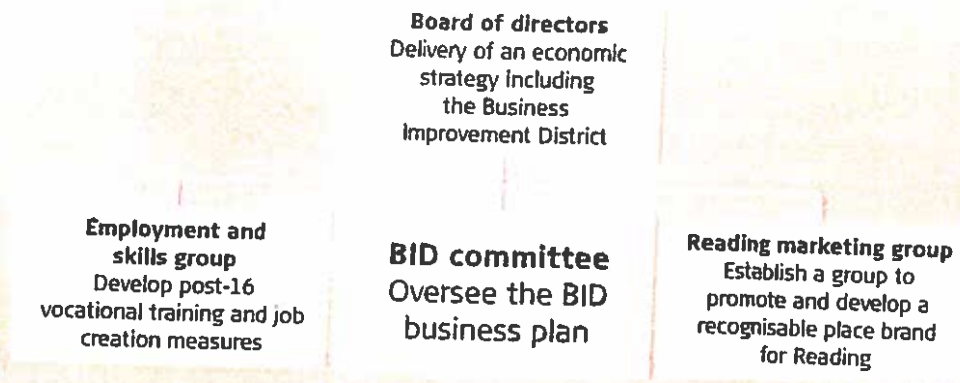 Board of directors
Delivery of an economic
strategy including
the Business
Improvement District
Employment and
skills group
Develop post-16
vocational training and job
creation measures
BID committee
Oversee the BID
business plan
Reading marketing group
Establish a group to
promote and develop a
recognisable place brand
for Reading